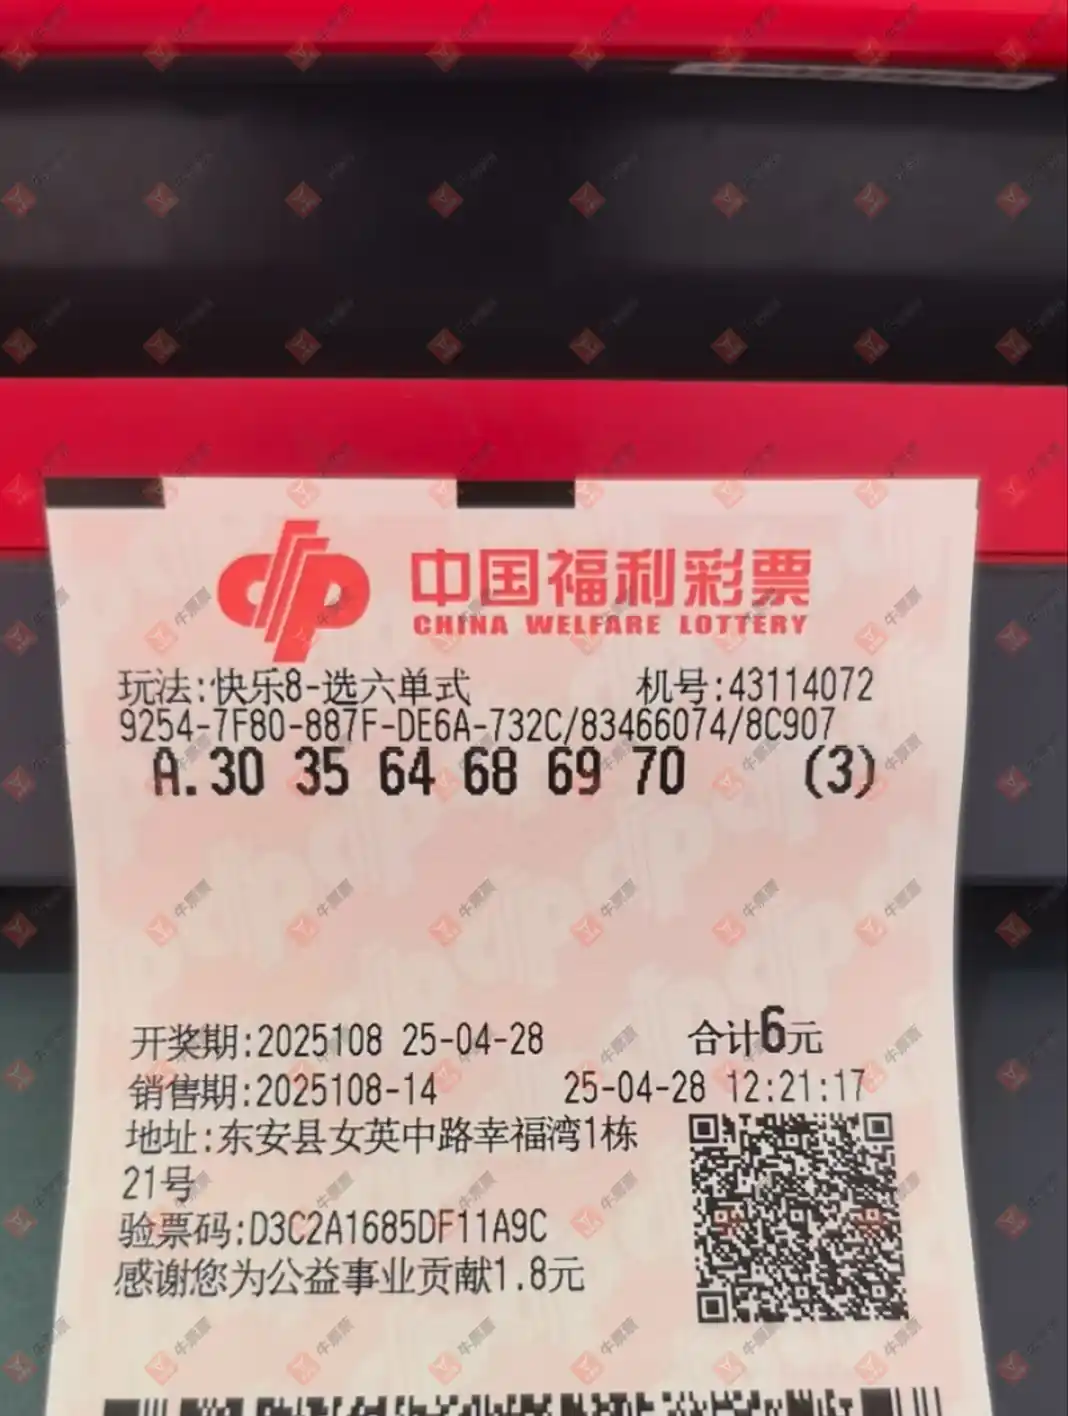 中国福利彩票
CHINA WELFARE LOTTERY
玩法:快乐8-选六单式 机号:43114072
9254-7F80-887F-DE6A-732C/83466074/8C907
A.30 35 64 68 69 70 (3)
开奖期:2025108 25-04-28 合计6元
销售期:2025108-14 25-04-28 12:21:17
地址:东安县女英中路幸福湾1栋
21号
验票码:D3C2A1685DF11A9C
感谢您为公益事业贡献1.8元
牛票票